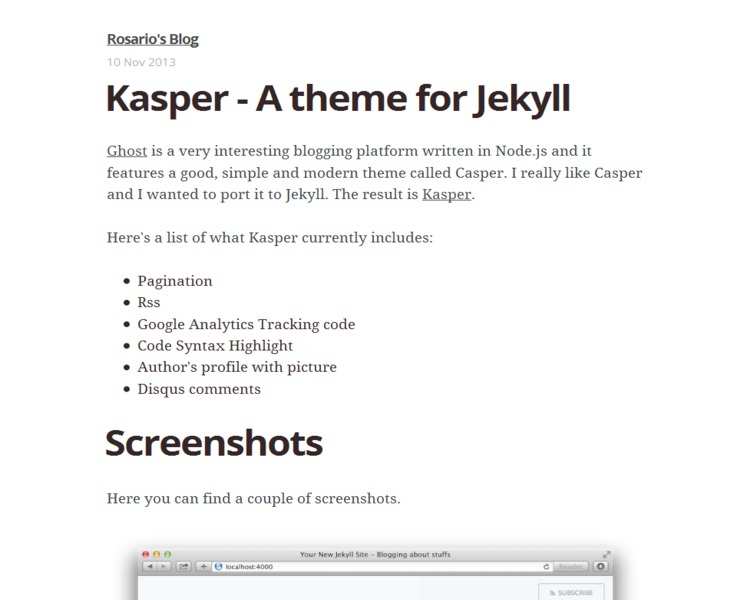 Rosario's Blog
10 Nov 2013
Kasper - A theme for Jekyll
Ghost is a very interesting blogging platform written in Node.js and it
features a good, simple and modern theme called Casper. I really like Casper
and I wanted to port it to Jekyll. The result is Kasper.
Here's a list of what Kasper currently includes:
Pagination
Rss
Google Analytics Tracking code
Code Syntax Highlight
Author's profile with picture
Disqus comments
Screenshots
Here you can find a couple of screenshots.
Your New Jekyll Site – Blogging about stuffs
localhost:4000
Reader
SUBSCRIBE